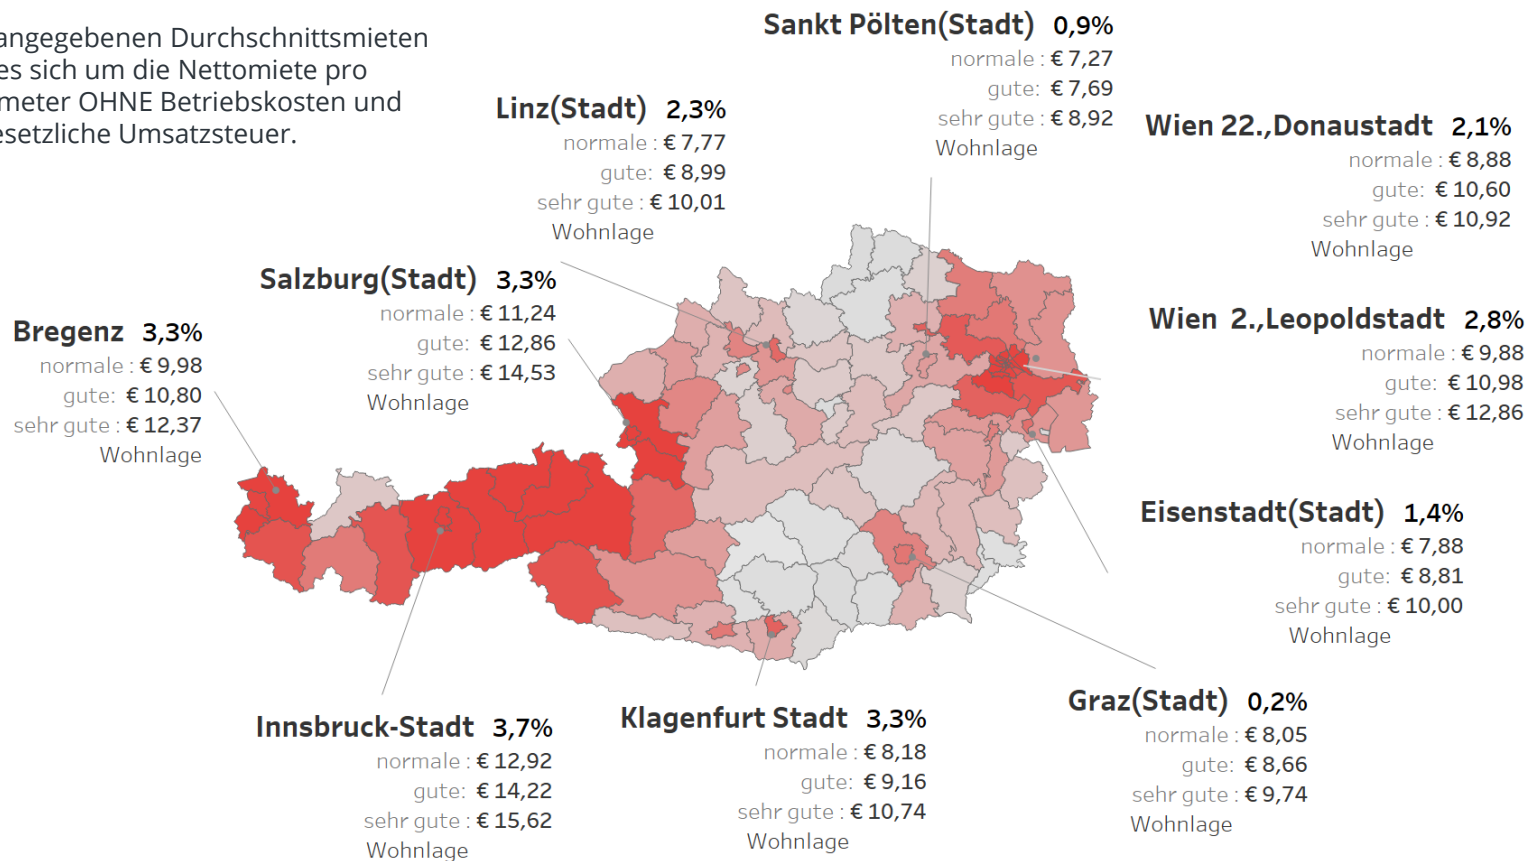 angegebenen Durchschnittsmieten
es sich um die Nettomiete pro
meter OHNE Betriebskosten und
esetzliche Umsatzsteuer.
Sankt Pölten(Stadt) 0,9%
normale : € 7,27
gute: € 7,69
sehr gute : € 8,92
Wohnlage
Linz(Stadt) 2,3%
normale : € 7,77
gute: € 8,99
sehr gute : € 10,01
Wohnlage
Wien 22.,Donaustadt 2,1%
normale : € 8,88
gute: € 10,60
sehr gute : € 10,92
Wohnlage
Salzburg(Stadt) 3,3%
normale : € 11,24
gute: € 12,86
sehr gute : € 14,53
Wohnlage
Bregenz 3,3%
normale : € 9,98
gute: € 10,80
sehr gute : € 12,37
Wohnlage
Wien 2.,Leopoldstadt 2,8%
normale : € 9,88
gute: € 10,98
sehr gute : € 12,86
Wohnlage
Eisenstadt(Stadt) 1,4%
normale : € 7,88
gute: € 8,81
sehr gute : € 10,00
Wohnlage
Innsbruck-Stadt 3,7%
normale : € 12,92
gute: € 14,22
sehr gute : € 15,62
Wohnlage
Klagenfurt Stadt 3,3%
normale : € 8,18
gute: € 9,16
sehr gute : € 10,74
Wohnlage
Graz(Stadt) 0,2%
normale : € 8,05
gute: € 8,66
sehr gute : € 9,74
Wohnlage